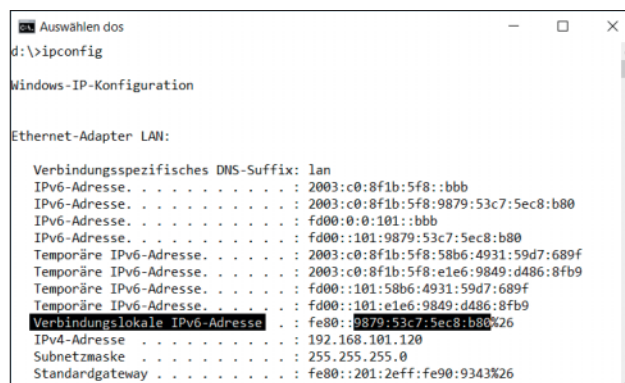 Auswählen dos
d:\>ipconfig
Windows-IP-Konfiguration
Ethernet-Adapter LAN:
Verbindungsspezifisches DNS-Suffix: lan
IPv6-Adresse. . . . . . . . . . . : 2003:c0:8f1b:5f8::bbb
IPv6-Adresse. . . . . . . . . . . : 2003:c0:8f1b:5f8:9879:53c7:5ec8:b80
IPv6-Adresse. . . . . . . . . . . : fd00:0:0:101::bbb
IPv6-Adresse. . . . . . . . . . . : fd00::101:9879:53c7:5ec8:b80
Temporäre IPv6-Adresse. . . . . . : 2003:c0:8f1b:5f8:58b6:4931:59d7:689f
Temporäre IPv6-Adresse. . . . . . : 2003:c0:8f1b:5f8:e1e6:9849:d486:8fb9
Temporäre IPv6-Adresse. . . . . . : fd00::101:58b6:4931:59d7:689f
Temporäre IPv6-Adresse. . . . . . : fd00::101:e1e6:9849:d486:8fb9
Verbindungslokale IPv6-Adresse . : fe80::9879:53c7:5ec8:b80%26
IPv4-Adresse . . . . . . . . . . : 192.168.101.120
Subnetzmaske . . . . . . . . . . : 255.255.255.0
Standardgateway . . . . . . . . . : fe80::201:2eff:fe90:9343%26